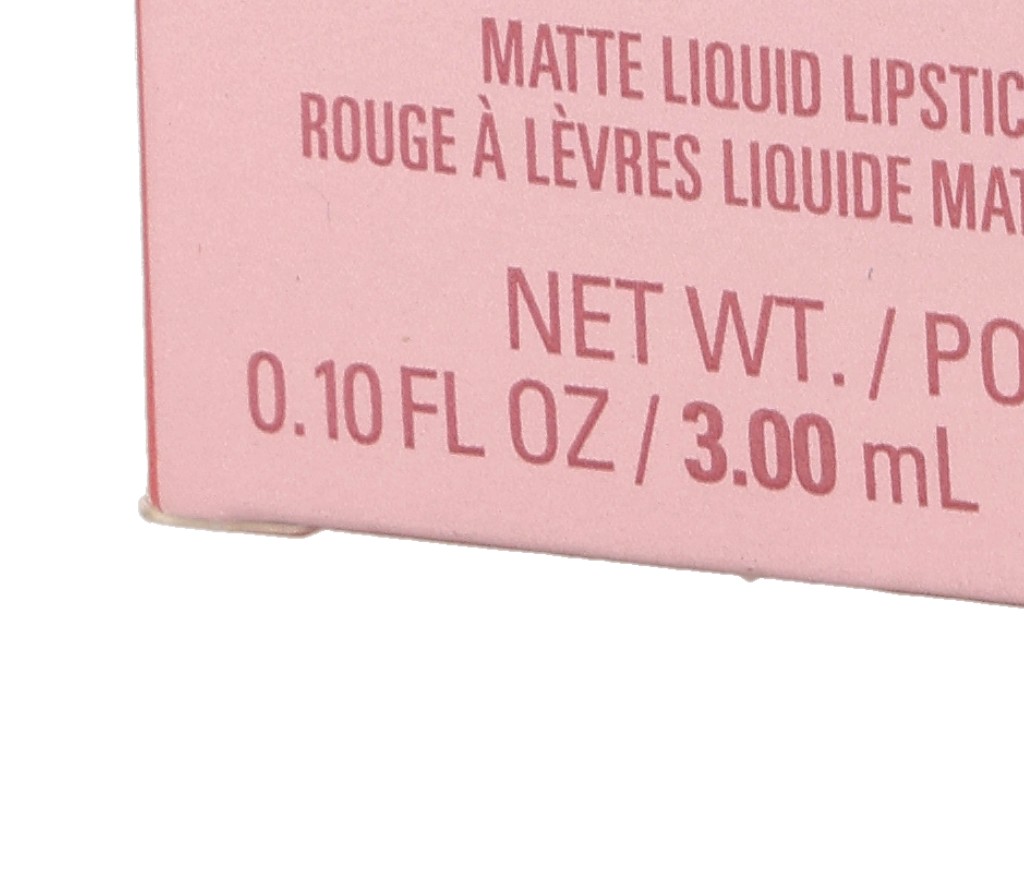 MATTE LIQUID LIPSTIC
ROUGE À LÈVRES LIQUIDE MAT
NET WT. / PO
0.10 FL OZ / 3.00 mL